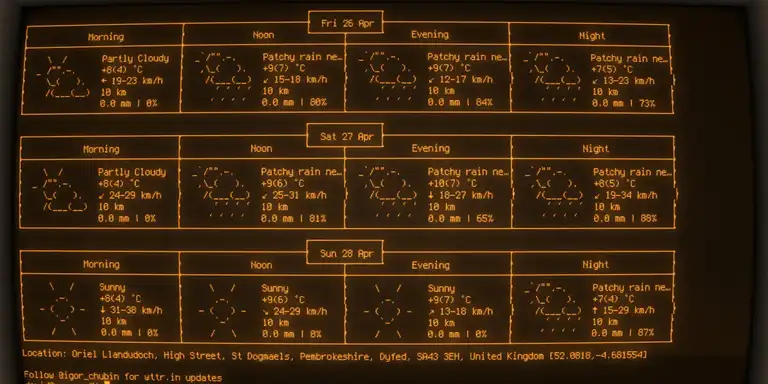 Fri 26 Apr
Morning Noon Evening Night
Partly Cloudy Patchy rain ne… Patchy rain ne… Patchy rain ne…
+8(4) °C +9(7) °C +9(7) °C +7(5) °C
↑ 19-23 km/h ↙ 15-18 km/h ↙ 12-17 km/h ↙ 13-23 km/h
10 km 10 km 10 km 10 km
0.0 mm | 0% 0.0 mm | 80% 0.0 mm | 84% 0.0 mm | 73%
Sat 27 Apr
Morning Noon Evening Night
Partly Cloudy Patchy rain ne… Patchy rain ne… Patchy rain ne…
+8(4) °C +9(6) °C +10(7) °C +8(5) °C
↙ 24-29 km/h ↙ 25-31 km/h ↓ 18-27 km/h ↙ 19-34 km/h
10 km 10 km 10 km 10 km
0.0 mm | 0% 0.0 mm | 81% 0.0 mm | 65% 0.0 mm | 88%
Sun 28 Apr
Morning Noon Evening Night
Sunny Sunny Sunny Patchy rain ne…
+8(4) °C +9(6) °C +9(7) °C +7(4) °C
↓ 31-38 km/h ↘ 24-29 km/h ↗ 13-18 km/h ↑ 15-29 km/h
10 km 10 km 10 km 10 km
0.0 mm | 0% 0.0 mm | 0% 0.0 mm | 0% 0.0 mm | 87%
Location: Oriel Llandudoch, High Street, St Dogmaels, Pembrokeshire, Dyfed, SA43 3EH, United Kingdom [52.0818,-4.681554]
Follow @igor_chubin for wttr.in updates